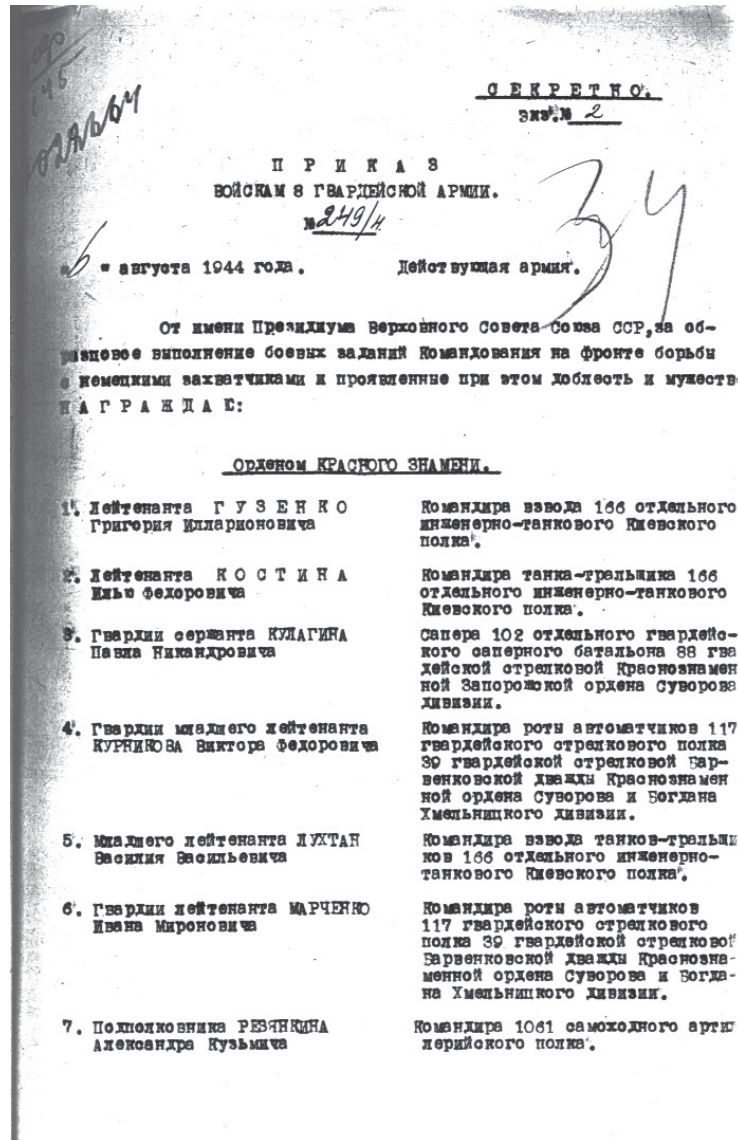 СЕКРЕТНО.
экз.№ 2
П Р И К А З
ВОЙСКАМ 8 ГВАРДЕЙСКОЙ АРМИИ.
№249/н
34
"6" августа 1944 года. Действующая армия.
От имени Президиума Верховного Совета Союза ССР,за об-
разцовое выполнение боевых заданий Командования на фронте борьбы
с немецкими захватчиками и проявленные при этом доблесть и мужеств
Н А Г Р А Ж Д А Ю:
Орденом КРАСНОГО ЗНАМЕНИ.
1. Лейтенанта Г У З Е Н К О Командира взвода 166 отдельного
Григория Илларионовича инженерно-танкового Киевского
полка.
2. Лейтенанта К О С Т И Н А Командира танка-тральщика 166
Илью Федоровича отдельного инженерно-танкового
Киевского полка.
3. Гвардии сержанта КУЛАГИНА Сапера 102 отдельного гвардейс-
Павла Никандровича кого саперного батальона 88 гва
дейской стрелковой Краснознамен
ной Запорожской ордена Суворова
дивизии.
4. Гвардии младшего лейтенанта Командира роты автоматчиков 117
КУРНИКОВА Виктора Федоровича гвардейского стрелкового полка
39 гвардейской стрелковой Бар-
венковской дважды Краснознамен
ной ордена Суворова и Богдана
Хмельницкого дивизии.
5. Младшего лейтенанта ЛУХТАН Командира взвода танков-тральщи
Василия Васильевича ков 166 отдельного инженерно-
танкового Киевского полка.
6. Гвардии лейтенанта МАРЧЕНКО Командира роты автоматчиков
Ивана Мироновича 117 гвардейского стрелкового
полка 39 гвардейской стрелковой
Барвенковской дважды Краснозна-
менной ордена Суворова и Богда-
на Хмельницкого дивизии.
7. Подполковника РЕЗЯНКИНА Командира 1061 самоходного артил
Александра Кузьмича лерийского полка.